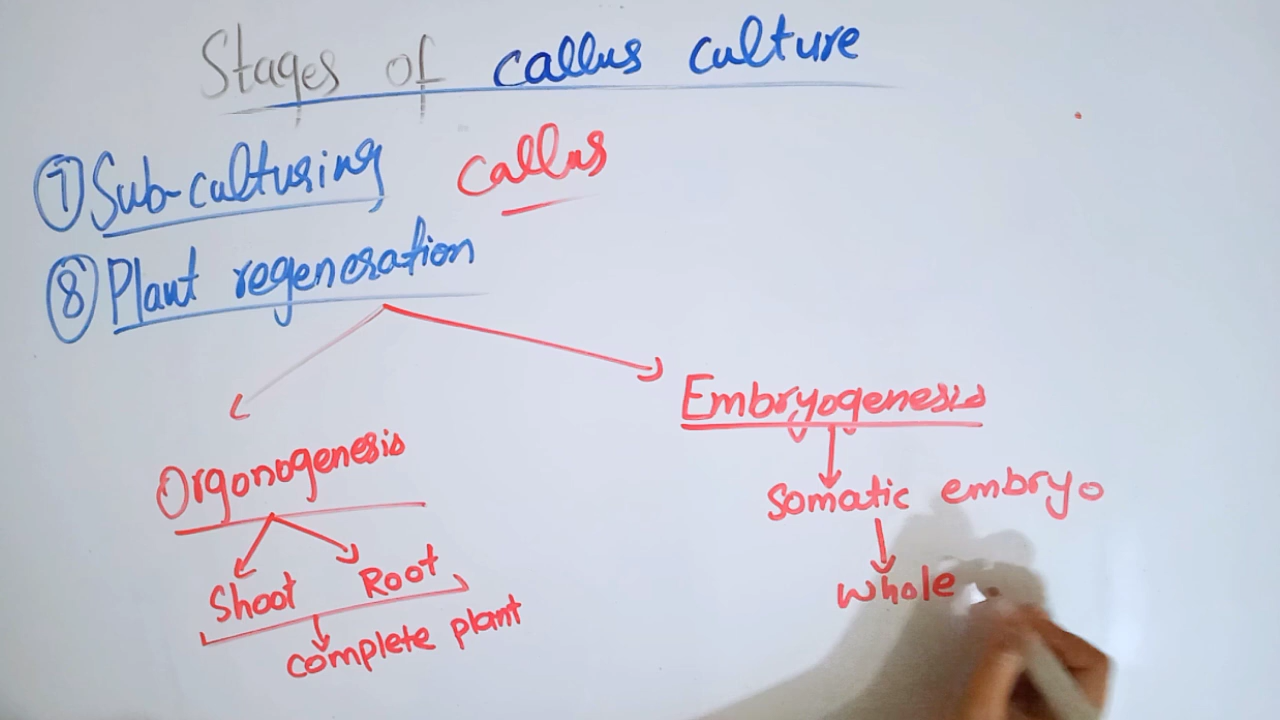 Stages of callus culture
⑦ Sub-culturing callus
⑧ Plant regeneration
Orgonogenesis
Embryogenesis
Shoot Root
complete plant
Somatic embryo
whole